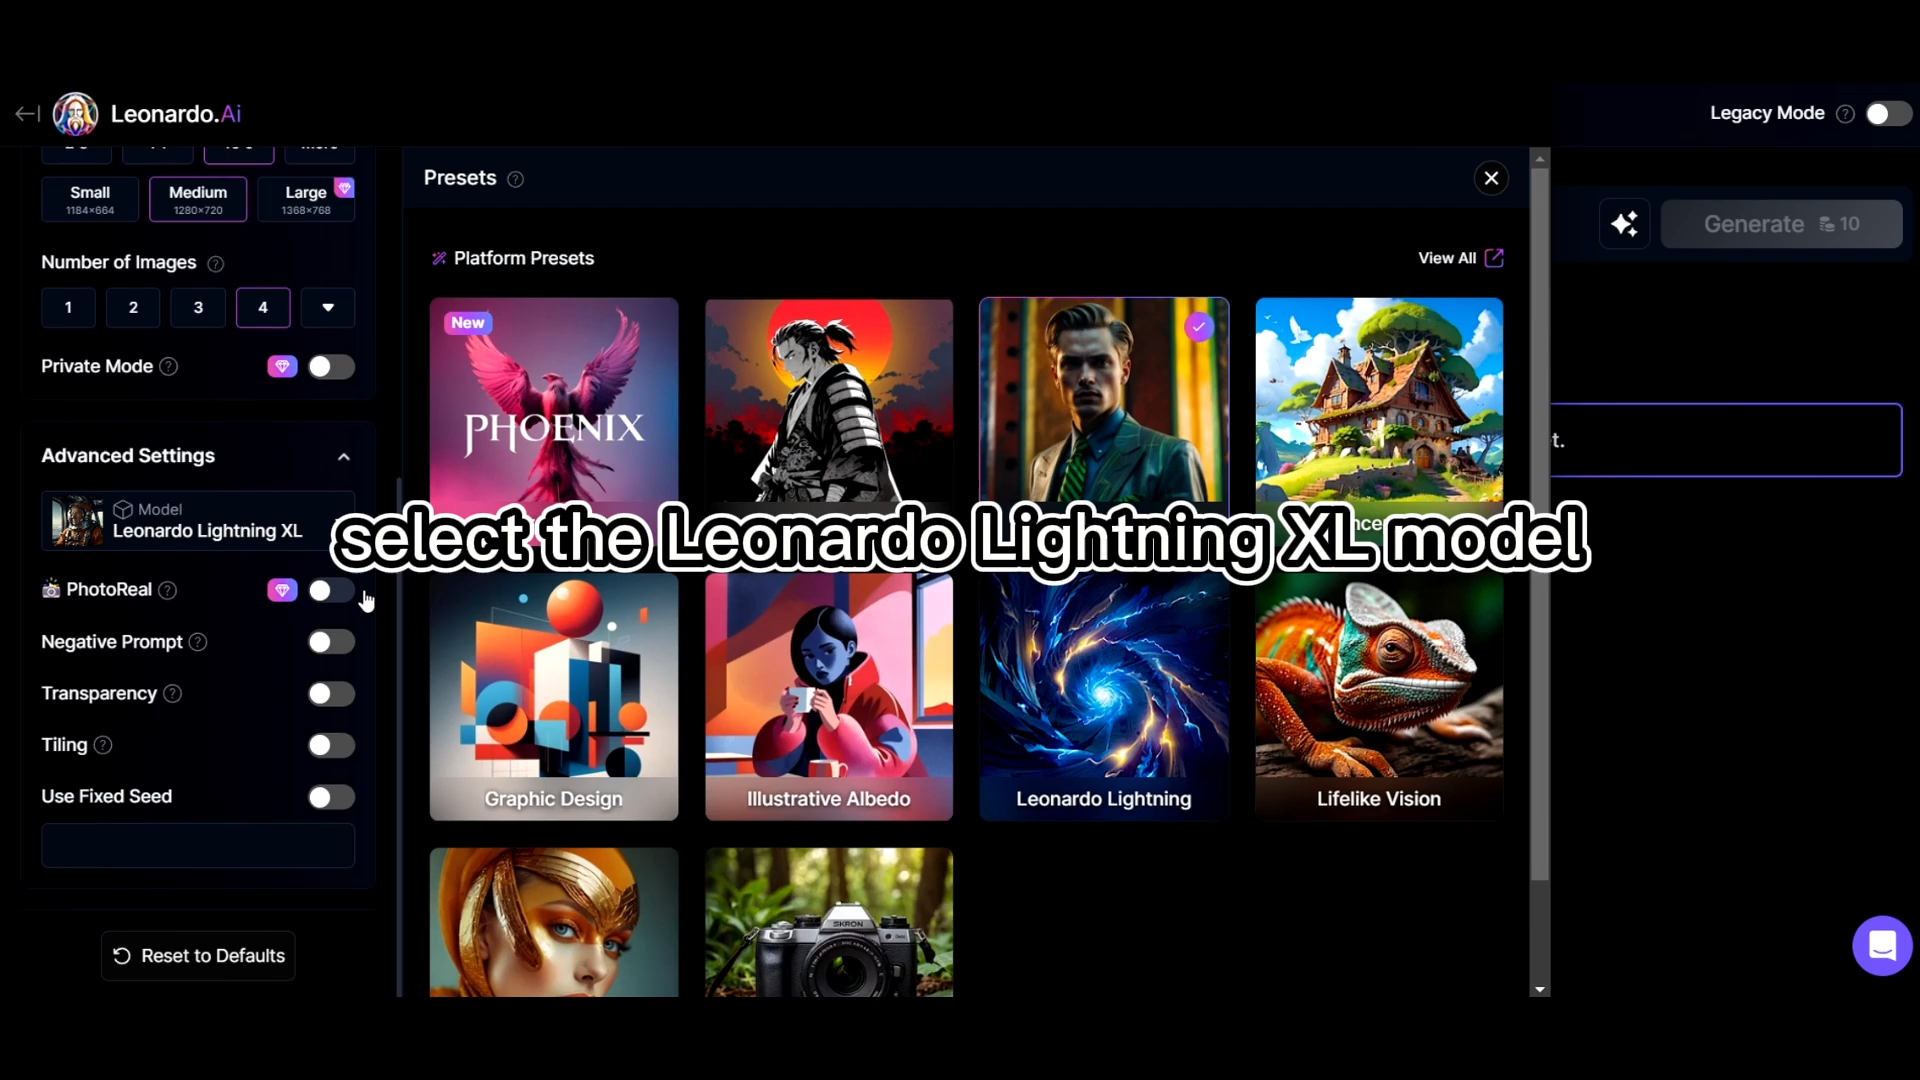 Leonardo.Ai
Legacy Mode ?
Small
1184×664
Medium
1280×720
Large
1368×768
Number of Images ?
1
2
3
4
Private Mode ?
Advanced Settings
Model
Leonardo Lightning XL
PhotoReal ?
Negative Prompt ?
Transparency ?
Tiling ?
Use Fixed Seed
Reset to Defaults
Presets ?
Platform Presets
View All
New
PHOENIX
select the Leonardo Lightning XL model
Graphic Design
Illustrative Albedo
Leonardo Lightning
Lifelike Vision
SKRON
Generate 10
t.